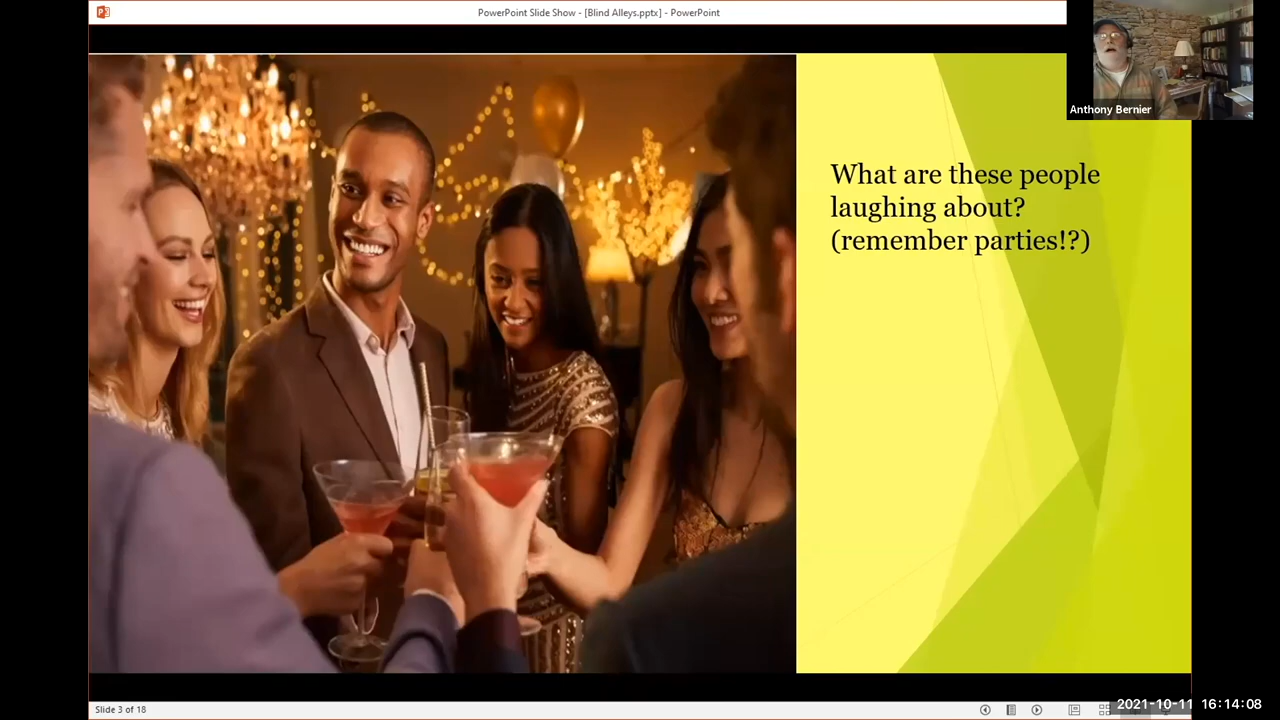 PowerPoint Slide Show - [Blind Alleys.pptx] - PowerPoint
Anthony Bernier
What are these people
laughing about?
(remember parties!?)
Slide 3 of 18
2021-10-11 16:14:08